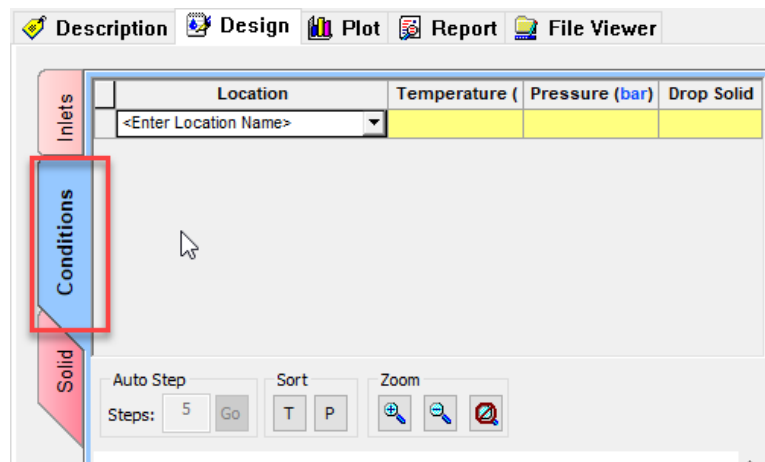 Description Design Plot Report File Viewer
Inlets
Conditions
Solid
Location Temperature ( Pressure (bar) Drop Solid
<Enter Location Name>
Auto Step Sort Zoom
Steps: 5 Go T P